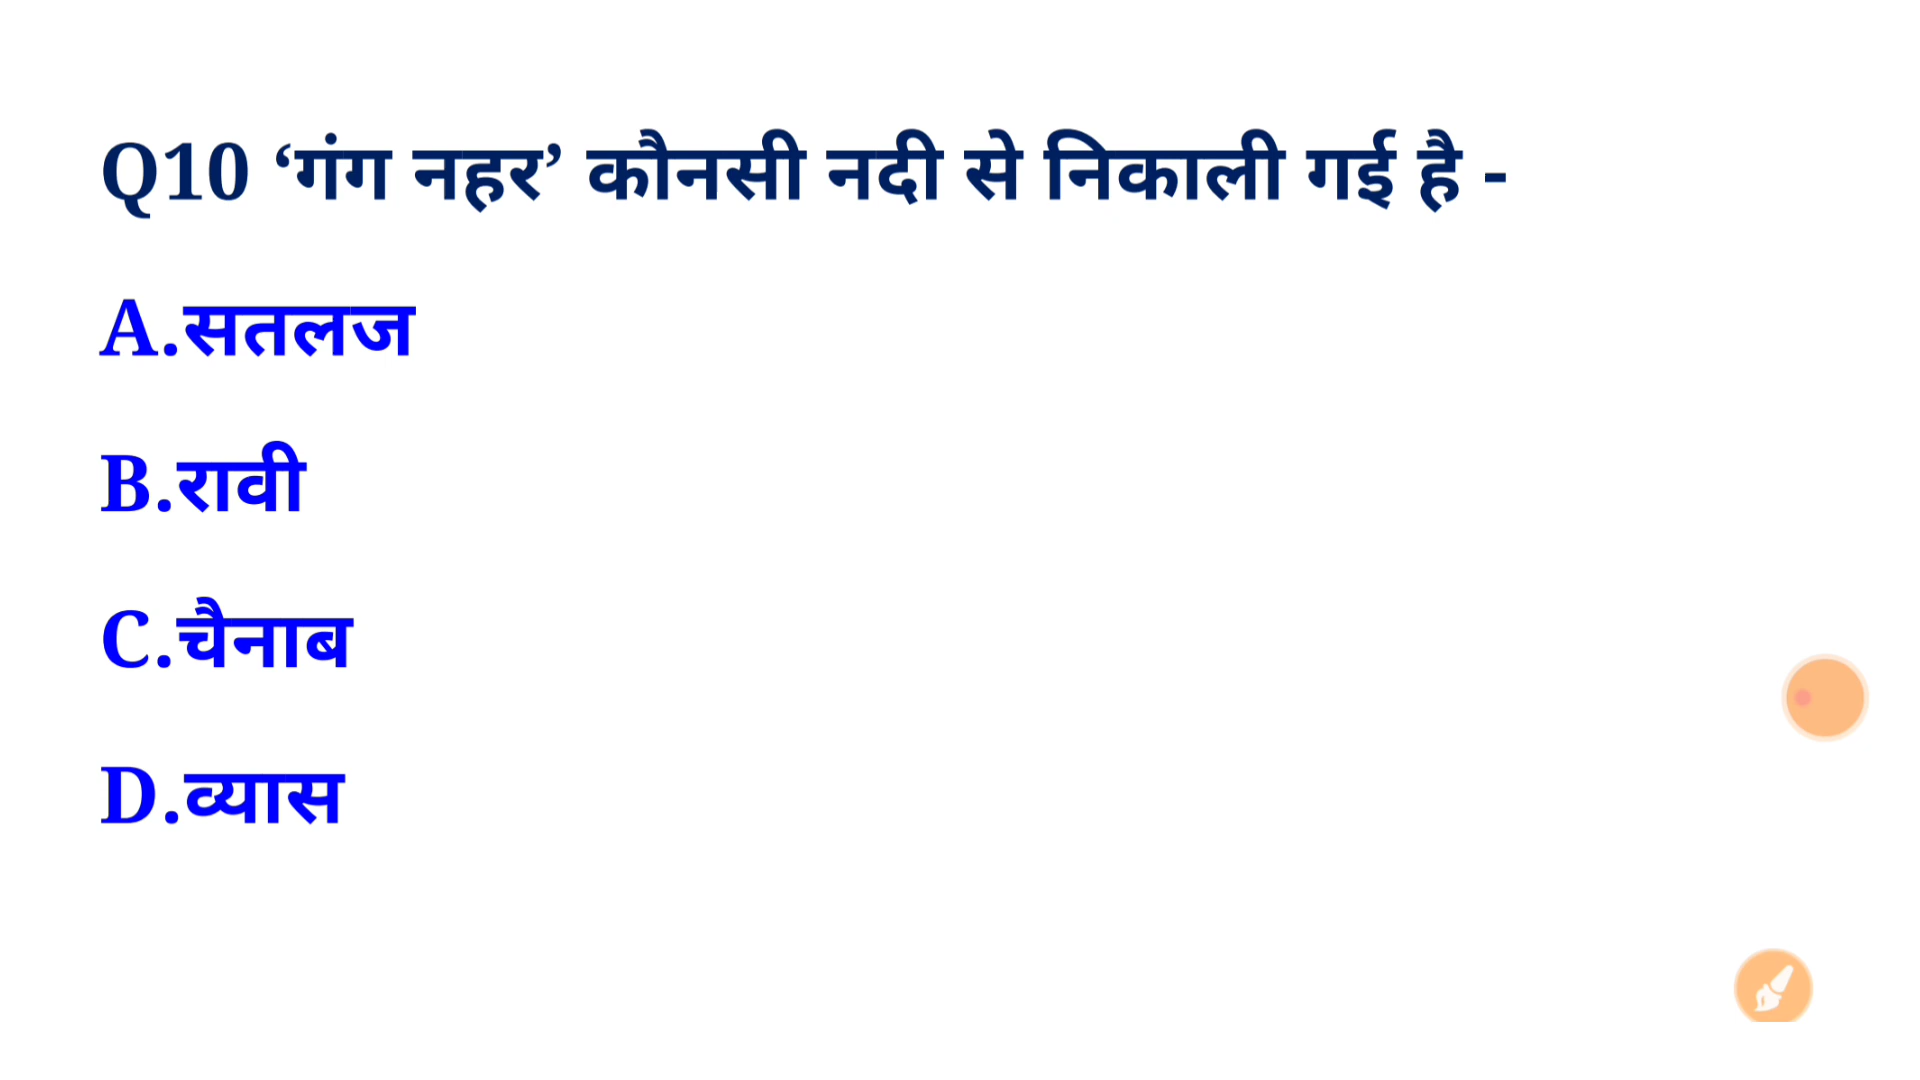 Q10 ‘गंग नहर’ कौनसी नदी से निकाली गई है -
A.सतलज
B.रावी
C.चैनाब
D.व्यास